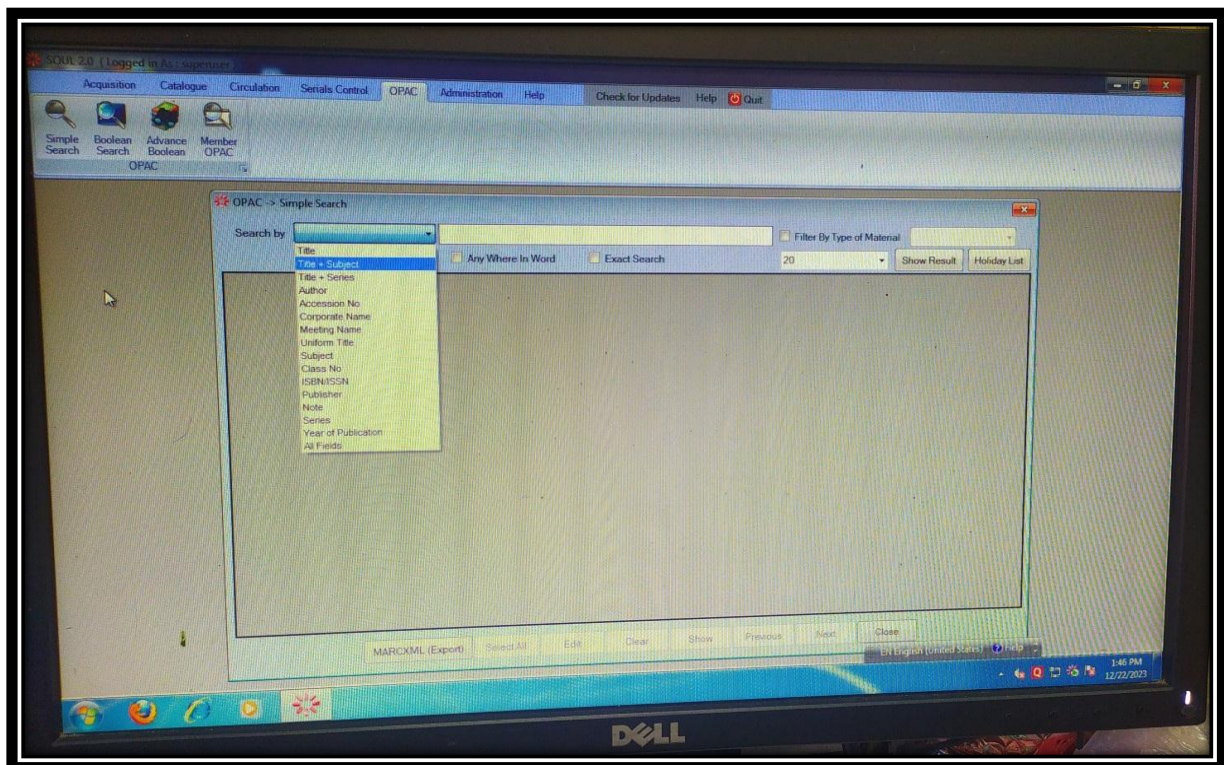 SOUL 2.0 ( Logged in As : superuser )
Acquisition Catalogue Circulation Serials Control OPAC Administration Help Check for Updates Help Quit
Simple Search
Boolean Search
Advance Boolean
Member OPAC
OPAC
OPAC -> Simple Search
Search by
Filter By Type of Material
Any Where In Word
Exact Search
20
Show Result
Holiday List
Title
Title + Subject
Title + Series
Author
Accession No
Corporate Name
Meeting Name
Uniform Title
Subject
Class No
ISBN/ISSN
Publisher
Note
Series
Year of Publication
All Fields
MARCXML (Export) Select All Edit Clear Show Previous Next Close
EN English (United States) Help
1:46 PM
12/22/2023
DELL